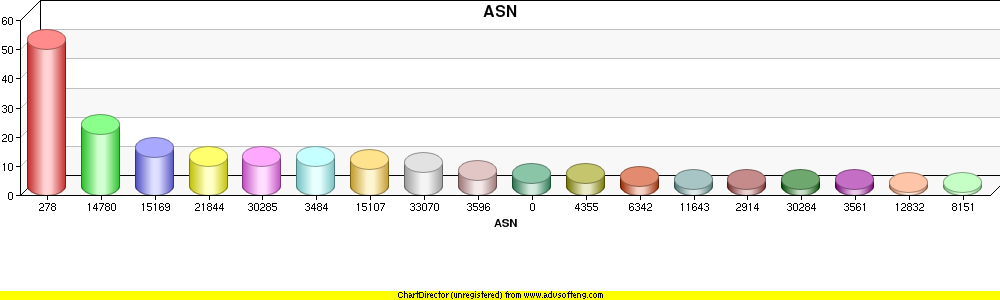 ASN
60
50
40
30
20
10
0
278 14780 15169 21844 30285 3484 15107 33070 3596 0 4355 6342 11643 2914 30284 3561 12832 8151
ASN
ChartDirector (unregistered) from www.advsofteng.com